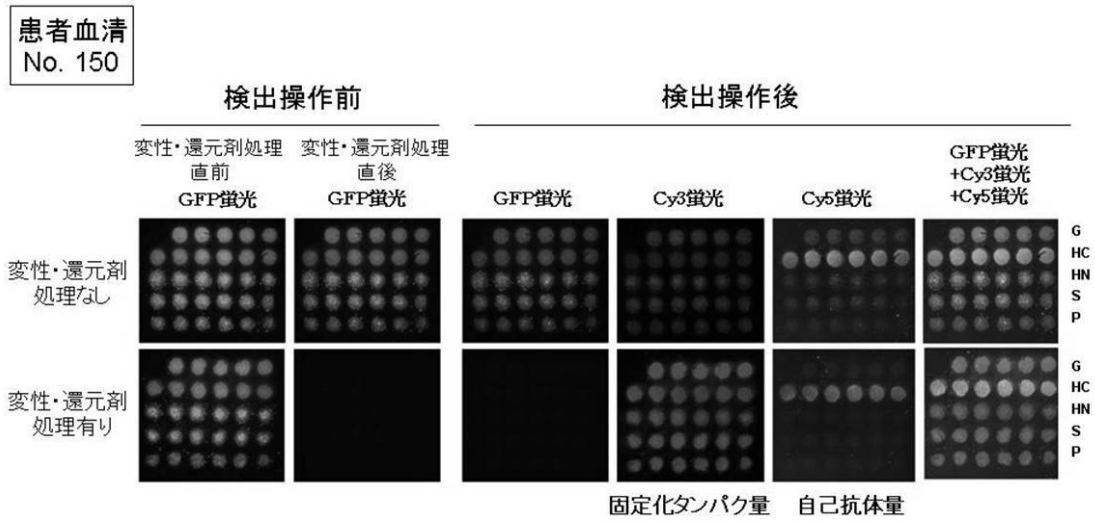 患者血清
No. 150
検出操作前
検出操作後
変性・還元剤処理
直前
GFP蛍光
変性・還元剤処理
直後
GFP蛍光
GFP蛍光
Cy3蛍光
Cy5蛍光
GFP蛍光
+Cy3蛍光
+Cy5蛍光
変性・還元剤
処理なし
G
HC
HN
S
P
変性・還元剤
処理有り
G
HC
HN
S
P
固定化タンパク量
自己抗体量